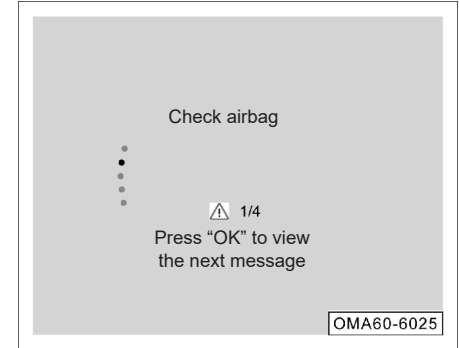 Check airbag
1/4
Press “OK” to view
the next message
OMA60-6025